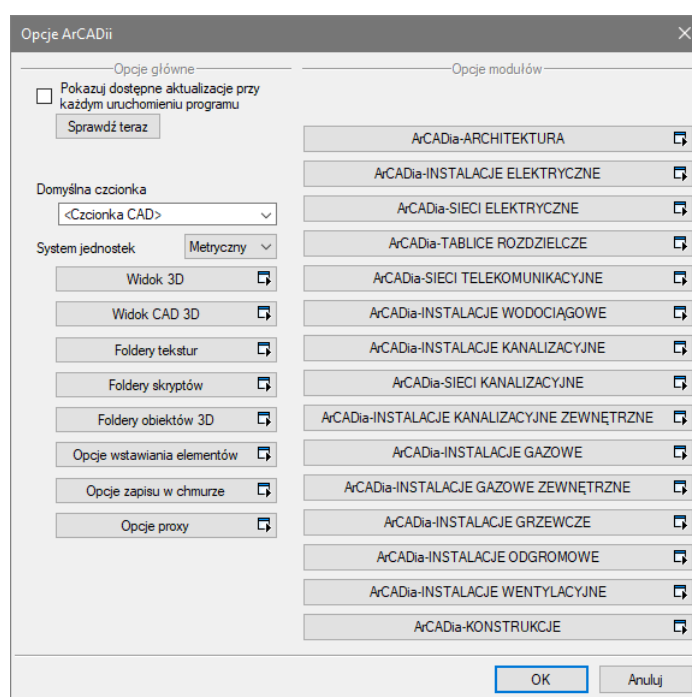 Opcje ArCADii
Opcje główne
Pokazuj dostępne aktualizacje przy
każdym uruchomieniu programu
Sprawdź teraz
Domyślna czcionka
<Czcionka CAD>
System jednostek
Metryczny
Widok 3D
Widok CAD 3D
Foldery tekstur
Foldery skryptów
Foldery obiektów 3D
Opcje wstawiania elementów
Opcje zapisu w chmurze
Opcje proxy
Opcje modułów
ArCADia-ARCHITEKTURA
ArCADia-INSTALACJE ELEKTRYCZNE
ArCADia-SIECI ELEKTRYCZNE
ArCADia-TABLICE ROZDZIELCZE
ArCADia-SIECI TELEKOMUNIKACYJNE
ArCADia-INSTALACJE WODOCIĄGOWE
ArCADia-INSTALACJE KANALIZACYJNE
ArCADia-SIECI KANALIZACYJNE
ArCADia-INSTALACJE KANALIZACYJNE ZEWNĘTRZNE
ArCADia-INSTALACJE GAZOWE
ArCADia-INSTALACJE GAZOWE ZEWNĘTRZNE
ArCADia-INSTALACJE GRZEWCZE
ArCADia-INSTALACJE ODGROMOWE
ArCADia-INSTALACJE WENTYLACYJNE
ArCADia-KONSTRUKCJE
OK
Anuluj